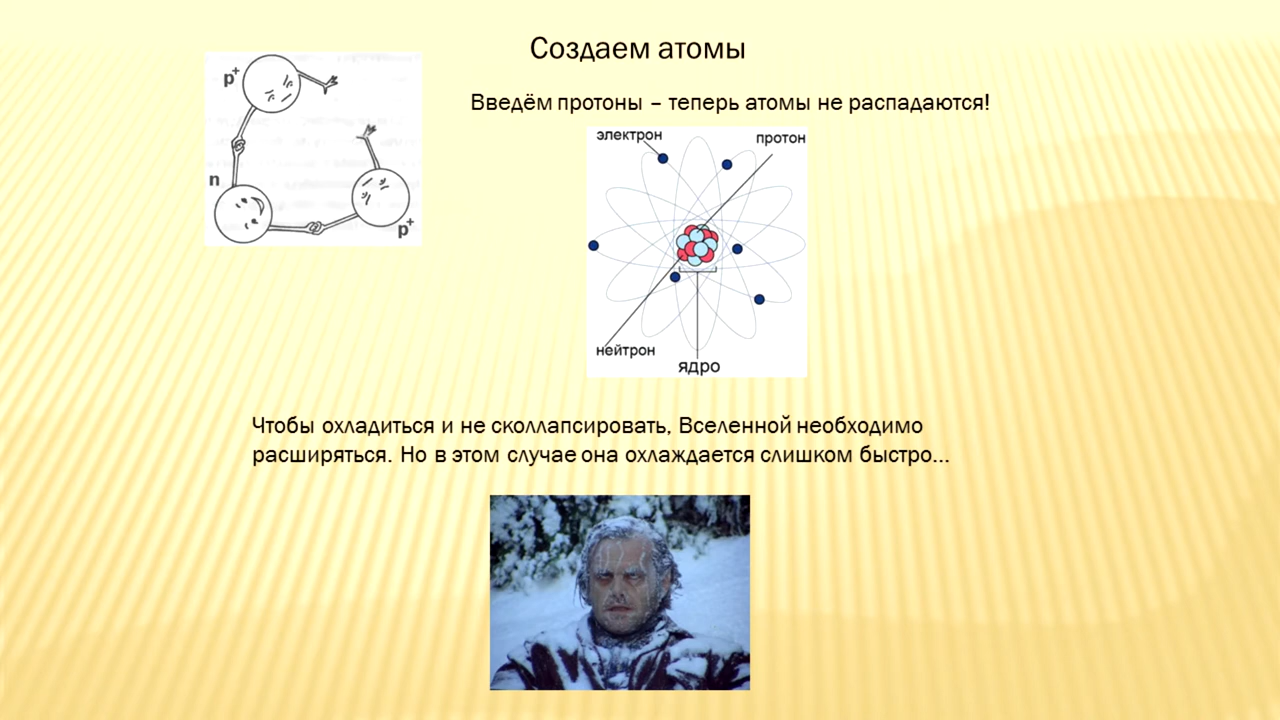 Создаем атомы
Введём протоны – теперь атомы не распадаются!
p+
n
p+
электрон
протон
нейтрон
ядро
Чтобы охладиться и не сколлапсировать, Вселенной необходимо
расширяться. Но в этом случае она охлаждается слишком быстро...